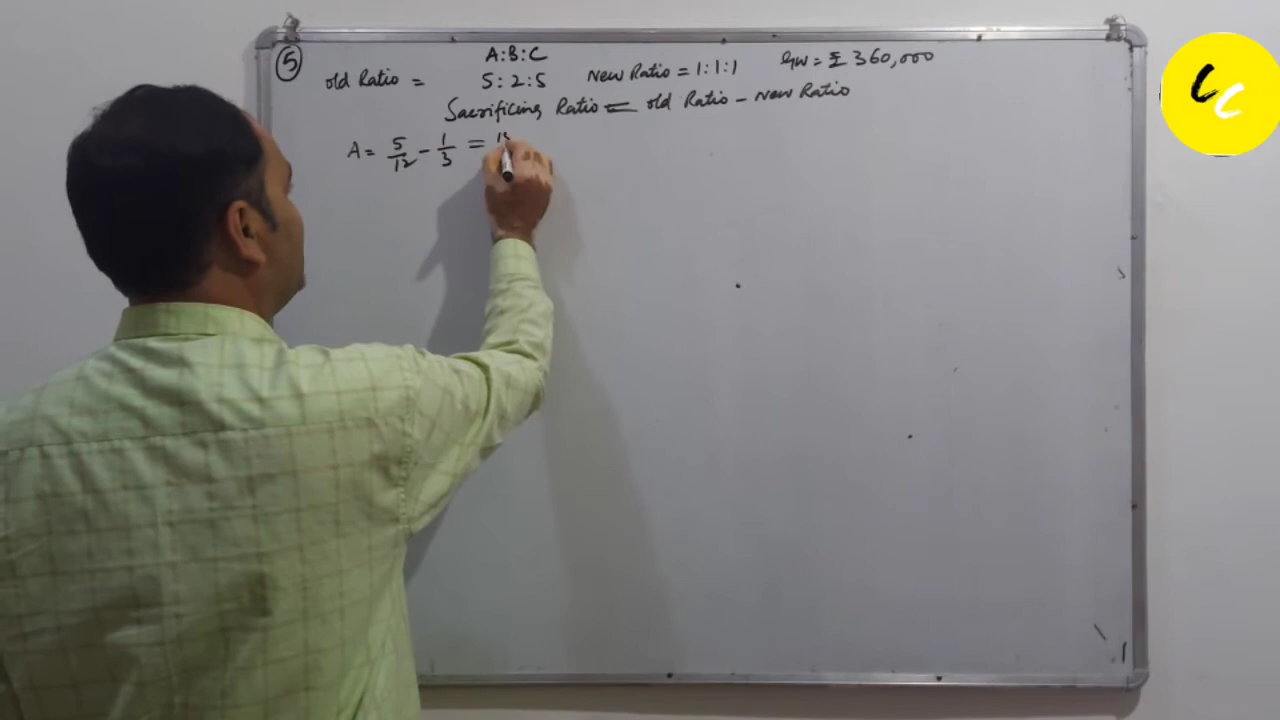 5 A:B:C
old Ratio = 5:2:5 New Ratio = 1:1:1 GW = ₹ 360,000
Sacrificing Ratio = old Ratio - New Ratio
A = 5/12 - 1/3 =
LC